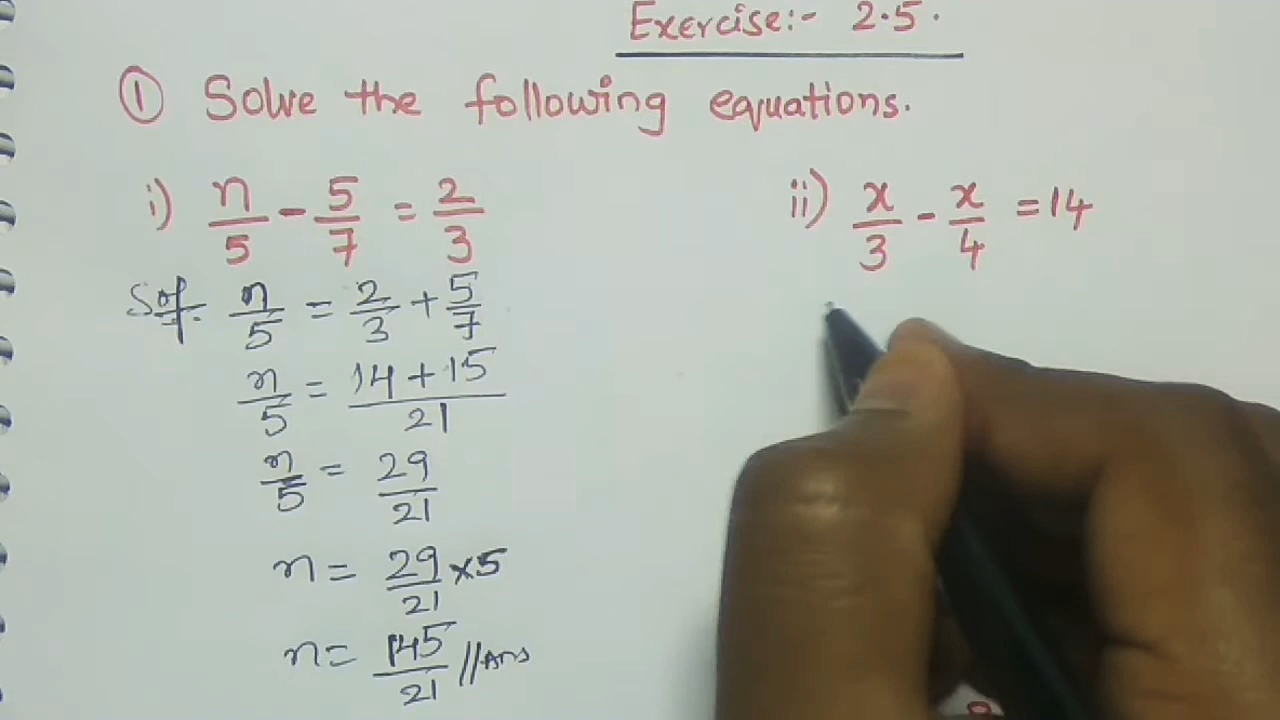 Exercise:- 2.5.
① Solve the following equations.
i) n/5 - 5/7 = 2/3
ii) x/3 - x/4 = 14
Sol. n/5 = 2/3 + 5/7
n/5 = 14+15/21
n/5 = 29/21
n = 29/21 ×5
n = 145/21 //Ans